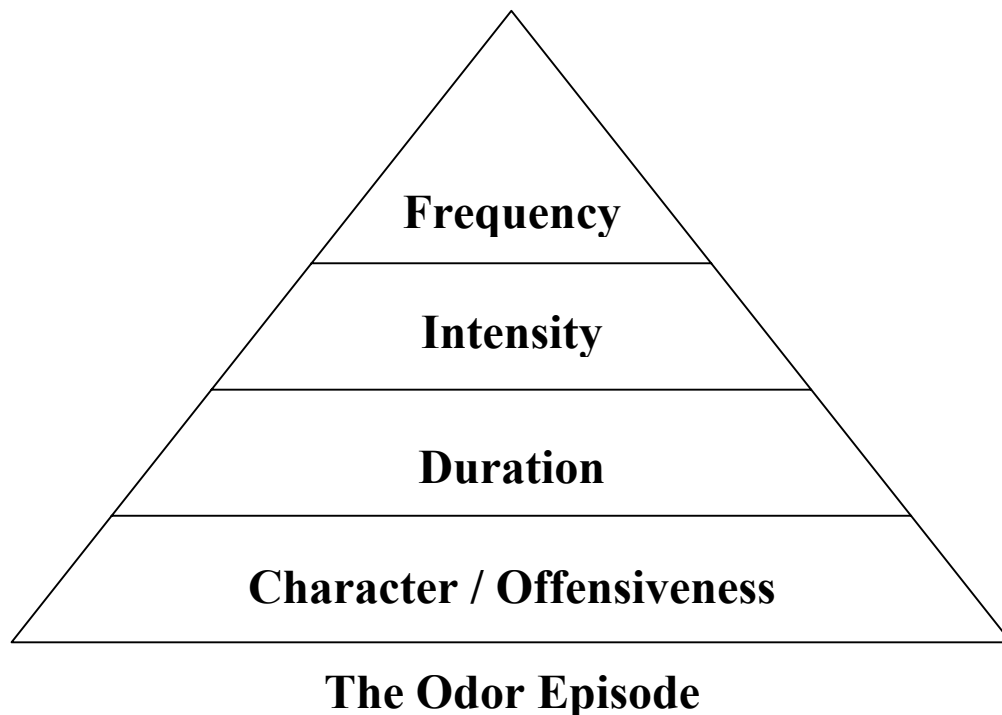 Frequency
Intensity
Duration
Character / Offensiveness
The Odor Episode